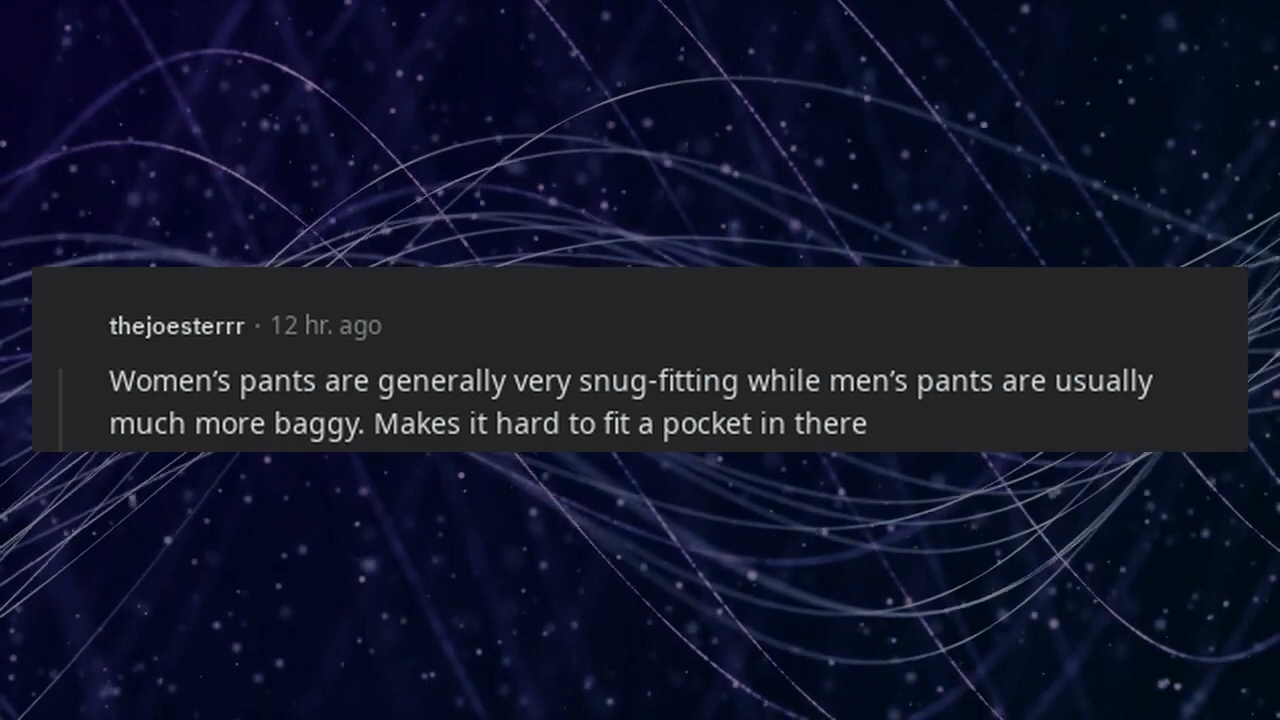 thejoesterrr · 12 hr. ago
Women’s pants are generally very snug-fitting while men’s pants are usually
much more baggy. Makes it hard to fit a pocket in there